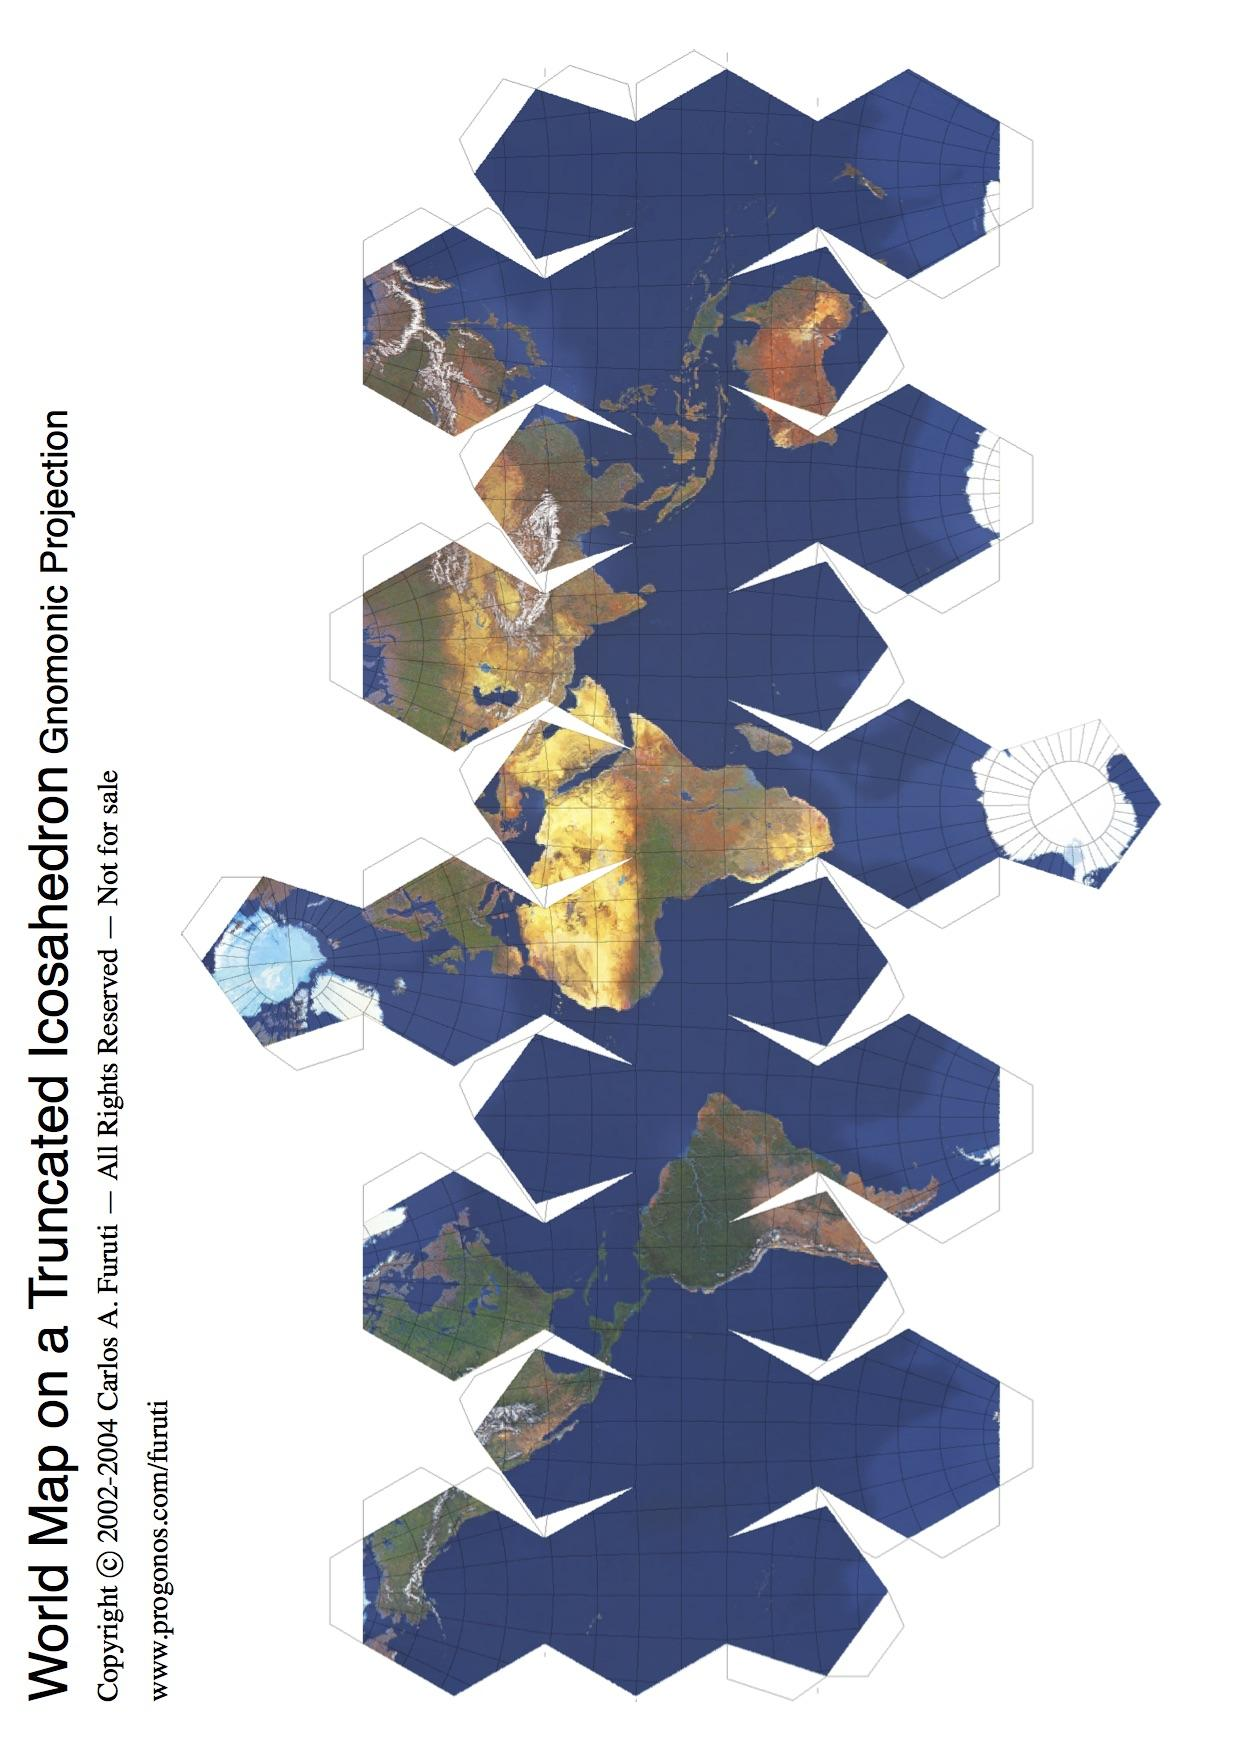 World Map on a Truncated Icosahedron Gnomonic Projection
Copyright © 2002-2004 Carlos A. Furuti — All Rights Reserved — Not for sale
www.progonos.com/furuti